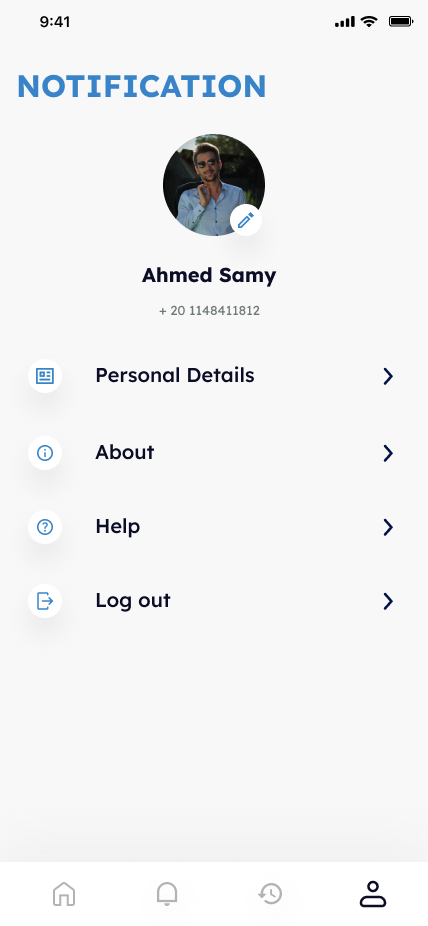 9:41
NOTIFICATION
Ahmed Samy
+ 20 1148411812
Personal Details
About
Help
Log out